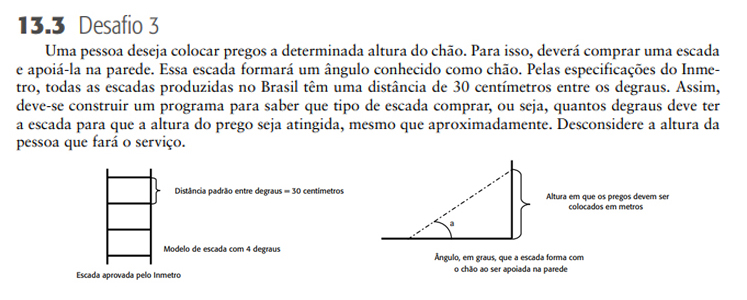 13.3 Desafio 3
Uma pessoa deseja colocar pregos a determinada altura do chão. Para isso, deverá comprar uma escada
e apoiá-la na parede. Essa escada formará um ângulo conhecido como chão. Pelas especificações do Inme-
tro, todas as escadas produzidas no Brasil têm uma distância de 30 centímetros entre os degraus. Assim,
deve-se construir um programa para saber que tipo de escada comprar, ou seja, quantos degraus deve ter
a escada para que a altura do prego seja atingida, mesmo que aproximadamente. Desconsidere a altura da
pessoa que fará o serviço.
Distância padrão entre degraus = 30 centímetros
Modelo de escada com 4 degraus
Escada aprovada pelo Inmetro
Altura em que os pregos devem ser
colocados em metros
a
Ângulo, em graus, que a escada forma com
o chão ao ser apoiada na parede